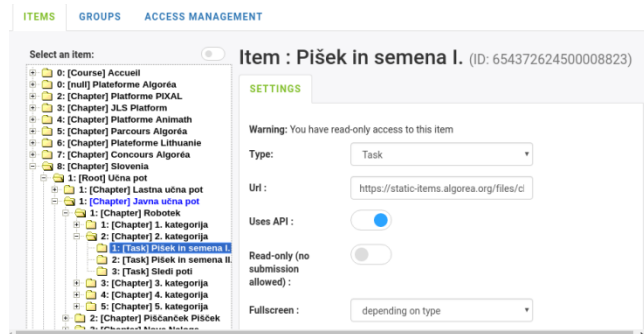 ITEMS GROUPS ACCESS MANAGEMENT
Select an item:
0: [Course] Accueil
0: [null] Plateforme Algoréa
2: [Chapter] Platforme PIXAL
3: [Chapter] JLS Platform
4: [Chapter] Platforme Animath
5: [Chapter] Parcours Algoréa
6: [Chapter] Plateforme Lithuanie
7: [Chapter] Concours Algoréa
8: [Chapter] Slovenia
1: [Root] Učna pot
1: [Chapter] Lastna učna pot
1: [Chapter] Javna učna pot
1: [Chapter] Robotek
1: [Chapter] 1. kategorija
2: [Chapter] 2. kategorija
1: [Task] Pišek in semena I.
2: [Task] Pišek in semena II.
3: [Task] Sledi poti
3: [Chapter] 3. kategorija
4: [Chapter] 4. kategorija
5: [Chapter] 5. kategorija
2: [Chapter] Piščanček Pišček
Item : Pišek in semena I. (ID: 654372624500008823)
SETTINGS
Warning: You have read-only access to this item
Type: Task
Url : https://static-items.algorea.org/files/cl
Uses API :
Read-only (no
submission
allowed) :
Fullscreen : depending on type